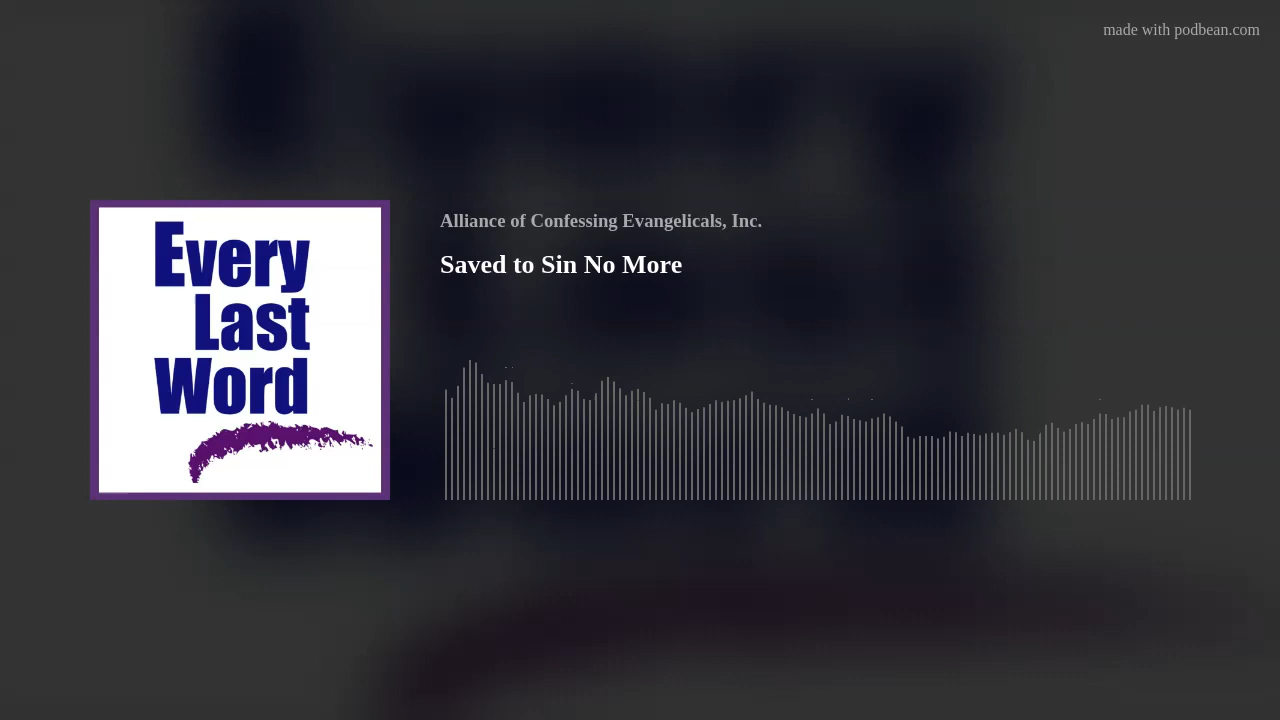 made with podbean.com
Every
Last
Word
Alliance of Confessing Evangelicals, Inc.
Saved to Sin No More